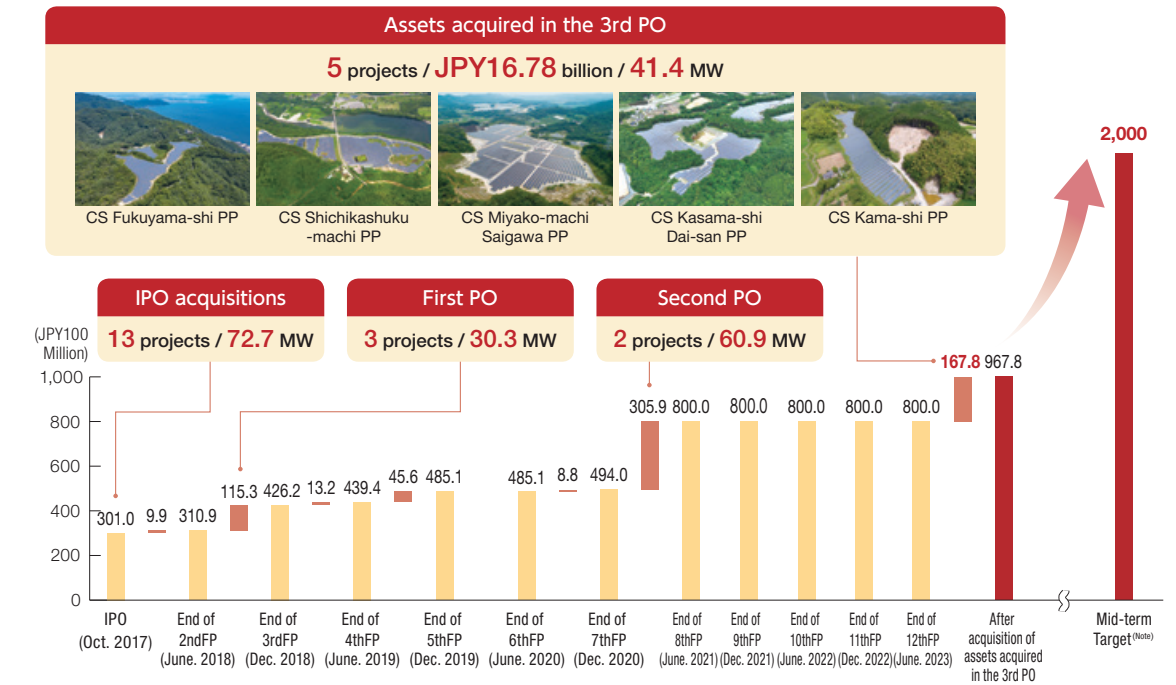 Assets acquired in the 3rd PO
5 projects / JPY16.78 billion / 41.4 MW
CS Fukuyama-shi PP
CS Shichikashuku
-machi PP
CS Miyako-machi
Saigawa PP
CS Kasama-shi
Dai-san PP
CS Kama-shi PP
IPO acquisitions
13 projects / 72.7 MW
First PO
3 projects / 30.3 MW
Second PO
2 projects / 60.9 MW
(JPY100
Million)
1,000
800
600
400
200
0
301.0
9.9
310.9
115.3
426.2
13.2
439.4
45.6
485.1
485.1
8.8
494.0
305.9
800.0
800.0
800.0
800.0
800.0
167.8
967.8
2,000
IPO
(Oct. 2017)
End of
2ndFP
(June. 2018)
End of
3rdFP
(Dec. 2018)
End of
4thFP
(June. 2019)
End of
5thFP
(Dec. 2019)
End of
6thFP
(June. 2020)
End of
7thFP
(Dec. 2020)
End of
8thFP
(June. 2021)
End of
9thFP
(Dec. 2021)
End of
10thFP
(June. 2022)
End of
11thFP
(Dec. 2022)
End of
12thFP
(June. 2023)
After
acquisition of
assets acquired
in the 3rd PO
Mid-term
Target(Note)